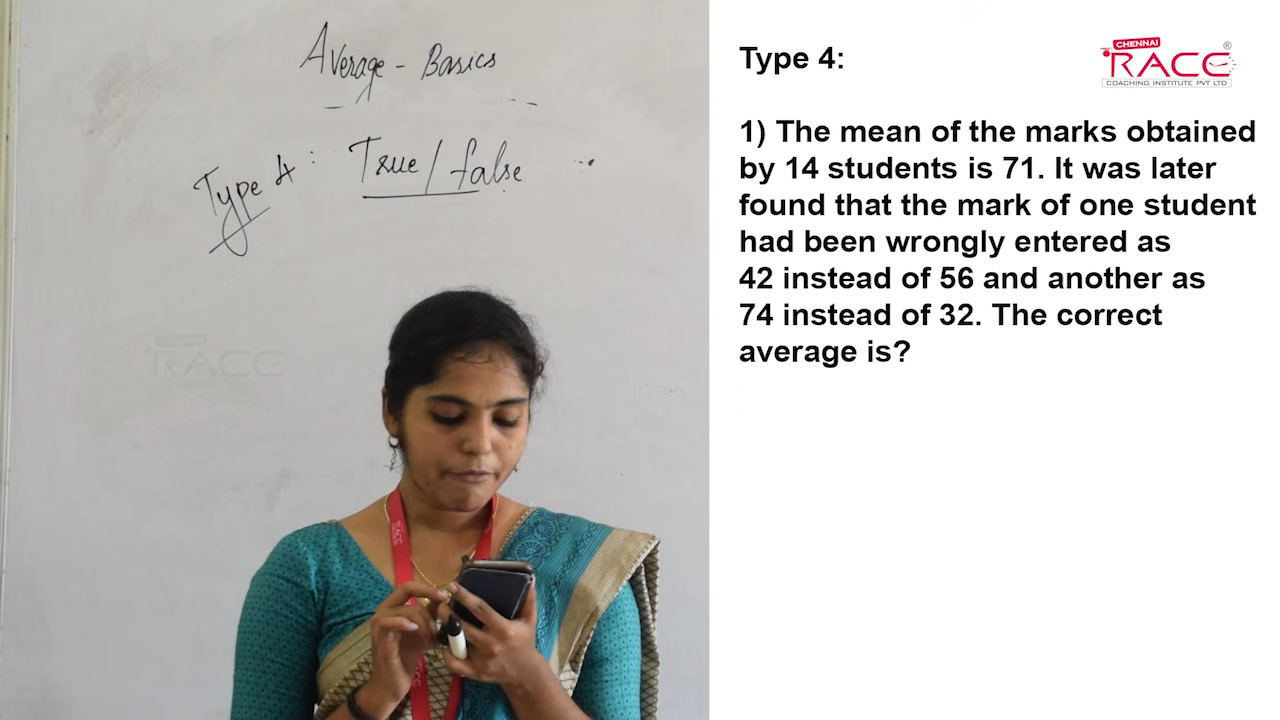 Average - Basics
Type 4: True/false
RACE
RACE
Type 4:
CHENNAI
RACE®
COACHING INSTITUTE PVT LTD
1) The mean of the marks obtained
by 14 students is 71. It was later
found that the mark of one student
had been wrongly entered as
42 instead of 56 and another as
74 instead of 32. The correct
average is?